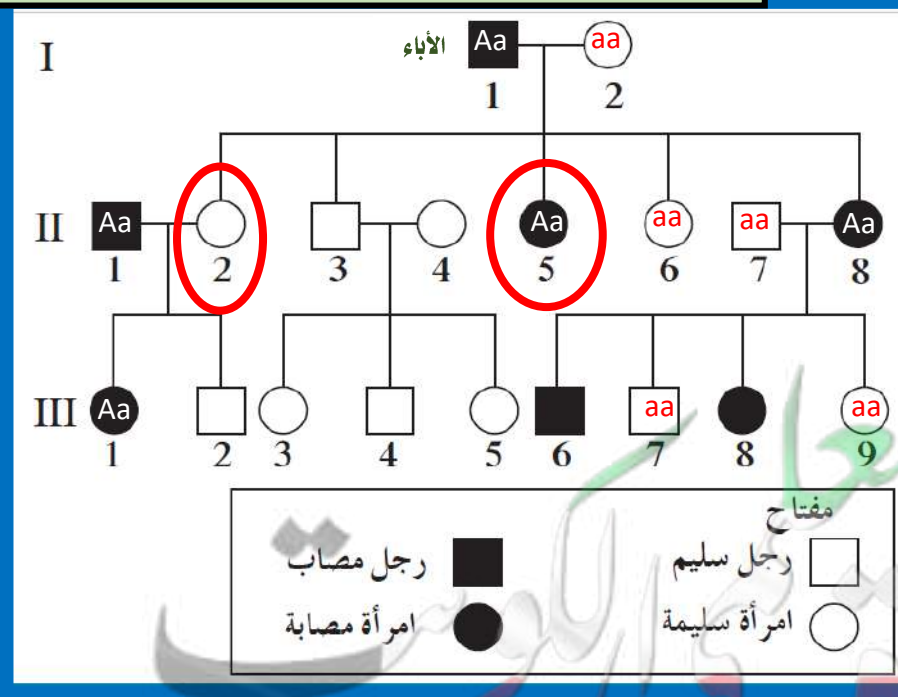 I الأباء Aa aa
1 2
II Aa Aa aa aa Aa
1 2 3 4 5 6 7 8
III Aa aa aa
1 2 3 4 5 6 7 8 9
مفتاح
رجل سليم رجل مصاب
امرأة سليمة امرأة مصابة